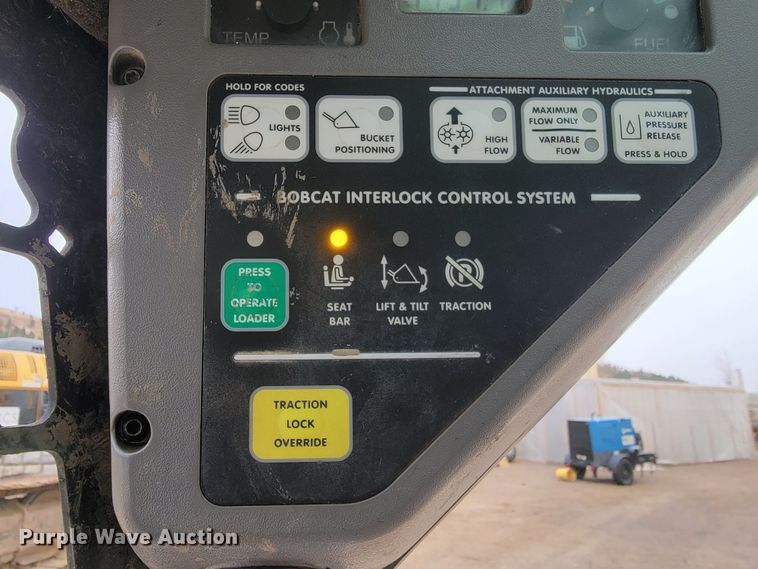 TEMP
FUEL
HOLD FOR CODES
ATTACHMENT AUXILIARY HYDRAULICS
LIGHTS
BUCKET
POSITIONING
HIGH
FLOW
MAXIMUM
FLOW ONLY
VARIABLE
FLOW
AUXILIARY
PRESSURE
RELEASE
PRESS & HOLD
BOBCAT INTERLOCK CONTROL SYSTEM
PRESS
TO
OPERATE
LOADER
SEAT
BAR
LIFT & TILT
VALVE
TRACTION
TRACTION
LOCK
OVERRIDE
Purple Wave Auction